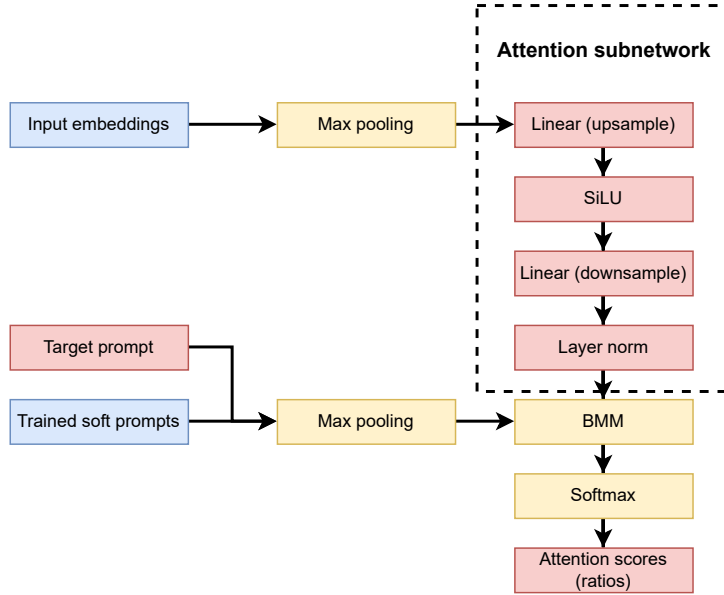 Attention subnetwork
Input embeddings
Max pooling
Linear (upsample)
SiLU
Linear (downsample)
Layer norm
Target prompt
Trained soft prompts
Max pooling
BMM
Softmax
Attention scores
(ratios)